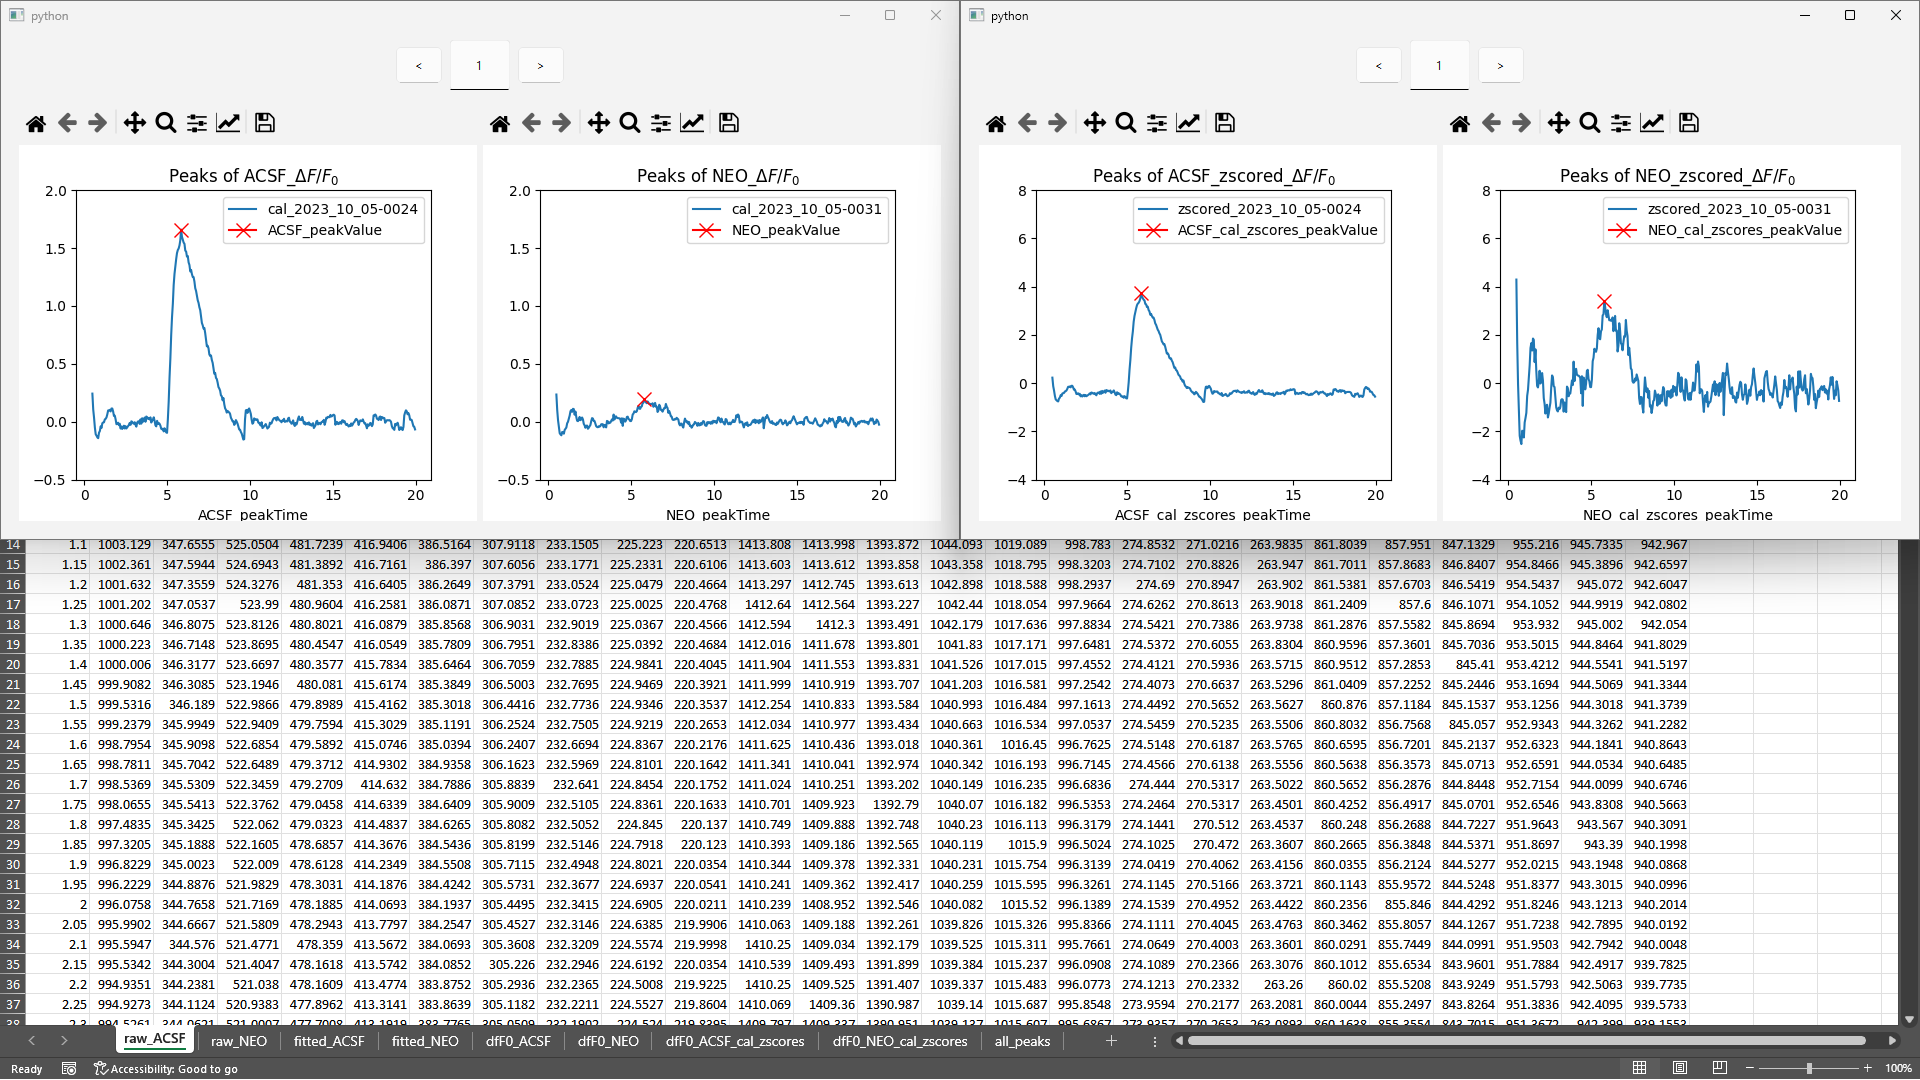 python
python
< 1 >
< 1 >
Peaks of ACSF_ΔF/F₀
2.0
1.5
1.0
0.5
0.0
−0.5
0 5 10 15 20
cal_2023_10_05-0024
ACSF_peakValue
ACSF_peakTime
Peaks of NEO_ΔF/F₀
2.0
1.5
1.0
0.5
0.0
−0.5
0 5 10 15 20
cal_2023_10_05-0031
NEO_peakValue
NEO_peakTime
Peaks of ACSF_zscored_ΔF/F₀
8
6
4
2
0
−2
−4
0 5 10 15 20
zscored_2023_10_05-0024
ACSF_cal_zscores_peakValue
ACSF_cal_zscores_peakTime
Peaks of NEO_zscored_ΔF/F₀
8
6
4
2
0
−2
−4
0 5 10 15 20
zscored_2023_10_05-0031
NEO_cal_zscores_peakValue
NEO_cal_zscores_peakTime
14 1.1 1003.129 347.6555 525.0504 481.7239 416.9406 386.5164 307.9118 233.1505 225.223 220.6513 1413.808 1413.998 1393.872 1044.093 1019.089 998.783 274.8532 271.0216 263.9835 861.8039 857.951 847.1329 955.216 945.7335 942.967
15 1.15 1002.361 347.5944 524.6943 481.3892 416.7161 386.397 307.6056 233.1771 225.2331 220.6106 1413.603 1413.612 1393.858 1043.358 1018.795 998.3203 274.7102 270.8826 263.947 861.7011 857.8683 846.8407 954.8466 945.3896 942.6597
16 1.2 1001.632 347.3559 524.3276 481.353 416.6405 386.2649 307.3791 233.0524 225.0479 220.4664 1413.297 1412.745 1393.613 1042.898 1018.588 998.2937 274.69 270.8947 263.902 861.5381 857.6703 846.5419 954.5437 945.072 942.6047
17 1.25 1001.202 347.0537 523.99 480.9604 416.2581 386.0871 307.0852 233.0723 225.0025 220.4768 1412.64 1412.564 1393.227 1042.44 1018.054 997.9664 274.6262 270.8613 263.9018 861.2409 857.6 846.1071 954.1052 944.9919 942.0802
18 1.3 1000.646 346.8075 523.8126 480.8021 416.0879 385.8568 306.9031 232.9019 225.0367 220.4566 1412.594 1412.3 1393.491 1042.179 1017.636 997.8834 274.5421 270.7386 263.9738 861.2876 857.5582 845.8694 953.932 945.002 942.054
19 1.35 1000.223 346.7148 523.8695 480.4547 416.0549 385.7809 306.7951 232.8386 225.0392 220.4684 1412.016 1411.678 1393.801 1041.83 1017.171 997.6481 274.5372 270.6055 263.8304 860.9596 857.3601 845.7036 953.5015 944.8464 941.8029
20 1.4 1000.006 346.3177 523.6697 480.3577 415.7834 385.6464 306.7059 232.7885 224.9841 220.4045 1411.904 1411.553 1393.831 1041.526 1017.015 997.4552 274.4121 270.5936 263.5715 860.9512 857.2853 845.41 953.4212 944.5541 941.5197
21 1.45 999.9082 346.3085 523.1946 480.081 415.6174 385.3849 306.5003 232.7695 224.9469 220.3921 1411.999 1410.919 1393.707 1041.203 1016.581 997.2542 274.4073 270.6637 263.5296 861.0409 857.2252 845.2446 953.1694 944.5069 941.3344
22 1.5 999.5316 346.189 522.9866 479.8989 415.4162 385.3018 306.4416 232.7736 224.9346 220.3537 1412.254 1410.833 1393.584 1040.993 1016.484 997.1613 274.4492 270.5652 263.5627 860.876 857.1184 845.1537 953.1256 944.3018 941.3739
23 1.55 999.2379 345.9949 522.9409 479.7594 415.3029 385.1191 306.2524 232.7505 224.9219 220.2653 1412.034 1410.977 1393.434 1040.663 1016.534 997.0537 274.5459 270.5235 263.5506 860.8032 856.7568 845.057 952.9343 944.3262 941.2282
24 1.6 998.7954 345.9098 522.6854 479.5892 415.0746 385.0394 306.2407 232.6694 224.8367 220.2176 1411.625 1410.436 1393.018 1040.361 1016.45 996.7625 274.5148 270.6187 263.5765 860.6595 856.7201 845.2137 952.6323 944.1841 940.8643
25 1.65 998.7811 345.7042 522.6489 479.3712 414.9302 384.9358 306.1623 232.5969 224.8101 220.1642 1411.341 1410.041 1392.974 1040.342 1016.193 996.7145 274.4566 270.6138 263.5556 860.5638 856.3573 845.0713 952.6591 944.0534 940.6485
26 1.7 998.5369 345.5309 522.3459 479.2709 414.632 384.7886 305.8839 232.641 224.8454 220.1752 1411.024 1410.251 1393.202 1040.149 1016.235 996.6836 274.444 270.5317 263.5022 860.5652 856.2876 844.8448 952.7154 944.0099 940.6746
27 1.75 998.0655 345.5413 522.3762 479.0458 414.6339 384.6409 305.9009 232.5105 224.8361 220.1633 1410.701 1409.923 1392.79 1040.07 1016.182 996.5353 274.2464 270.5317 263.4501 860.4252 856.4917 845.0701 952.6546 943.8308 940.5663
28 1.8 997.4835 345.3425 522.062 479.0323 414.4837 384.6265 305.8082 232.5052 224.845 220.137 1410.749 1409.888 1392.748 1040.23 1016.113 996.3179 274.1441 270.512 263.4537 860.248 856.2688 844.7227 951.9643 943.567 940.3091
29 1.85 997.3205 345.1888 522.1605 478.6857 414.3676 384.5436 305.8199 232.5146 224.7918 220.123 1410.393 1409.186 1392.565 1040.119 1015.9 996.5024 274.1025 270.472 263.3607 860.2665 856.3848 844.5371 951.8697 943.39 940.1998
30 1.9 996.8229 345.0023 522.009 478.6128 414.2349 384.5508 305.7115 232.4948 224.8021 220.0354 1410.344 1409.378 1392.331 1040.231 1015.754 996.3139 274.0419 270.4062 263.4156 860.0355 856.2124 844.5277 952.0215 943.1948 940.0868
31 1.95 996.2229 344.8876 521.9829 478.3031 414.1876 384.4242 305.5731 232.3677 224.6937 220.0541 1410.241 1409.362 1392.417 1040.259 1015.595 996.3261 274.1145 270.5166 263.3721 860.1143 855.9572 844.5248 951.8377 943.3015 940.0996
32 2 996.0758 344.7658 521.7169 478.1885 414.0693 384.1937 305.4495 232.3415 224.6905 220.0211 1410.239 1408.952 1392.546 1040.082 1015.52 996.1389 274.1539 270.4952 263.4422 860.2356 855.846 844.4292 951.8246 943.1213 940.2014
33 2.05 995.9902 344.6667 521.5809 478.2943 413.7797 384.2547 305.4527 232.3146 224.6385 219.9906 1410.063 1409.188 1392.261 1039.826 1015.326 995.8366 274.1111 270.4045 263.4763 860.3462 855.8057 844.1267 951.7238 942.7895 940.0192
34 2.1 995.5947 344.576 521.4771 478.359 413.5672 384.0693 305.3608 232.3209 224.5574 219.9998 1410.25 1409.034 1392.179 1039.525 1015.311 995.7661 274.0649 270.4003 263.3601 860.0291 855.7449 844.0991 951.9503 942.7942 940.0048
35 2.15 995.5342 344.3004 521.4047 478.1618 413.5742 384.0852 305.226 232.2946 224.6192 220.0354 1410.539 1409.493 1391.899 1039.384 1015.237 996.0908 274.1089 270.2366 263.3076 860.1012 855.6534 843.9601 951.7884 942.4917 939.7825
36 2.2 994.9351 344.2381 521.038 478.1609 413.4774 383.8752 305.2936 232.2365 224.5008 219.9225 1410.25 1409.525 1391.407 1039.337 1015.483 996.0773 274.1213 270.2332 263.26 860.02 855.5208 843.9249 951.5793 942.5063 939.7735
37 2.25 994.9273 344.1124 520.9383 477.8962 413.3141 383.8639 305.1182 232.2211 224.5527 219.8604 1410.069 1409.36 1390.987 1039.14 1015.687 995.8548 273.9594 270.2177 263.2081 860.0044 855.2497 843.8264 951.3836 942.4095 939.5733
raw_ACSF raw_NEO fitted_ACSF fitted_NEO dfF0_ACSF dfF0_NEO dfF0_ACSF_cal_zscores dfF0_NEO_cal_zscores all_peaks +
Ready Accessibility: Good to go − + 100%